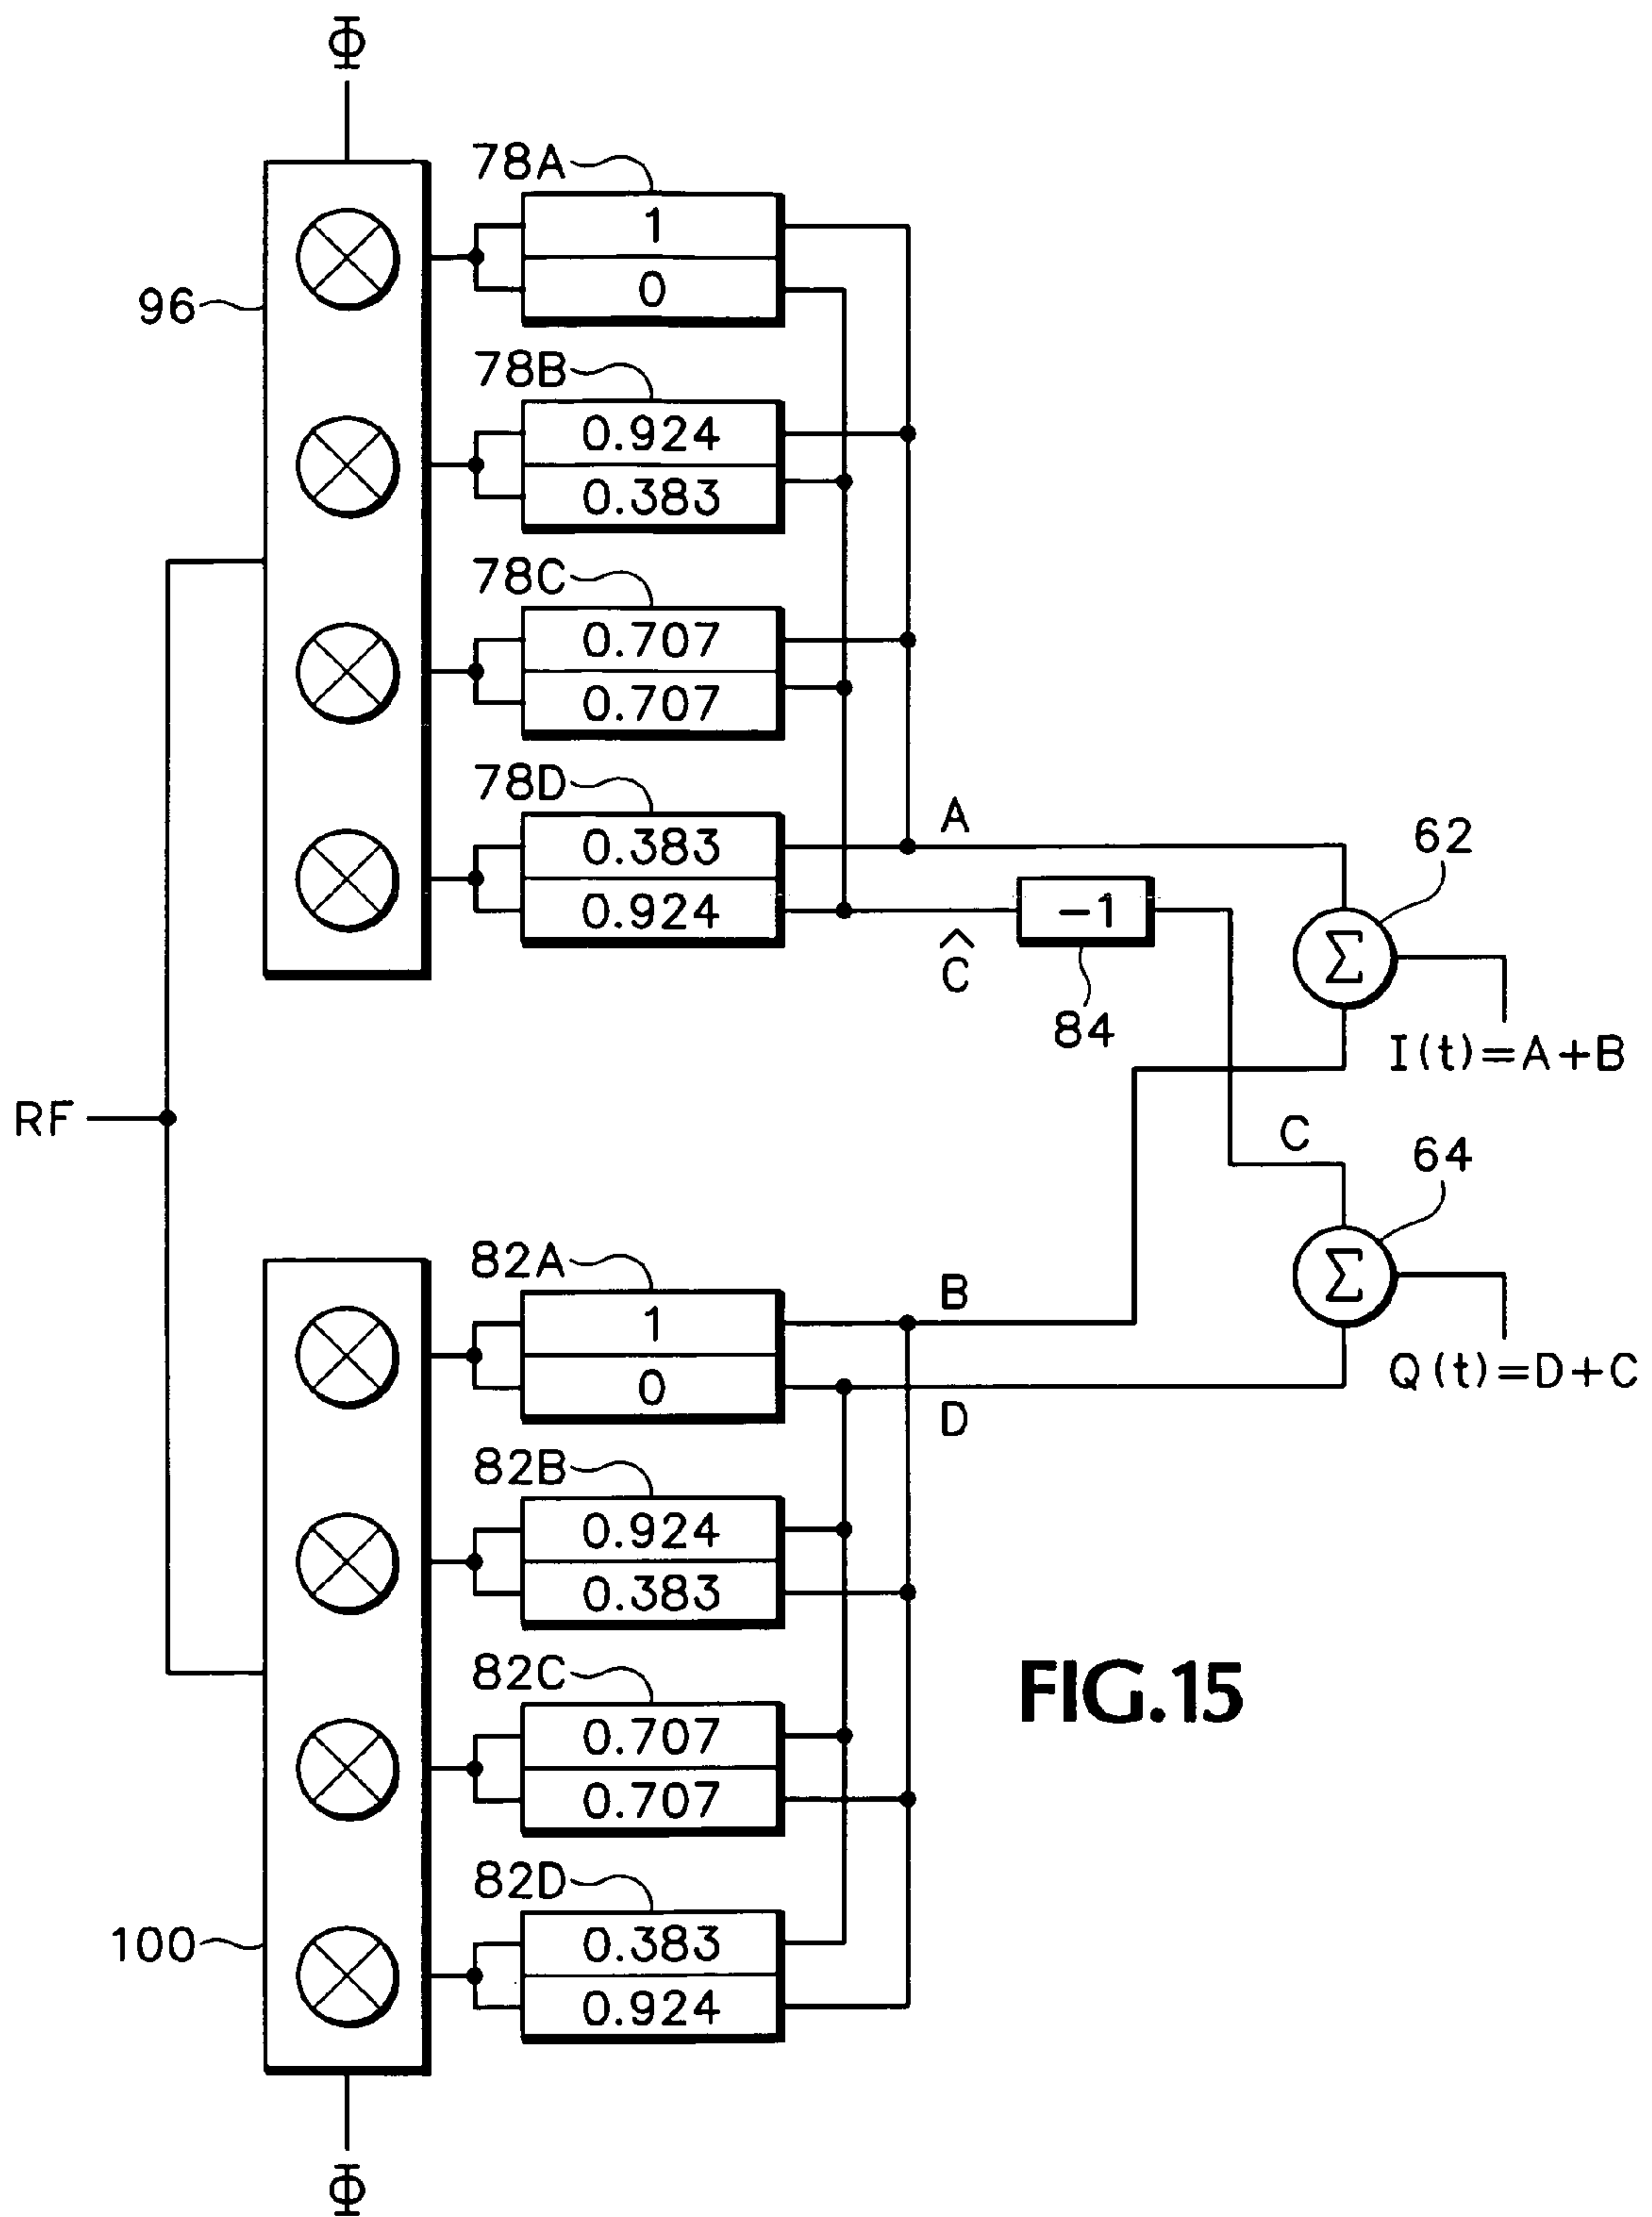 Φ
78A
1
0
96
78B
0.924
0.383
78C
0.707
0.707
78D
0.383
0.924
A
Ĉ
-1
84
62
Σ
I(t)=A+B
RF
C
64
Σ
Q(t)=D+C
82A
1
0
B
D
82B
0.924
0.383
82C
0.707
0.707
FIG.15
82D
0.383
0.924
100
Φ